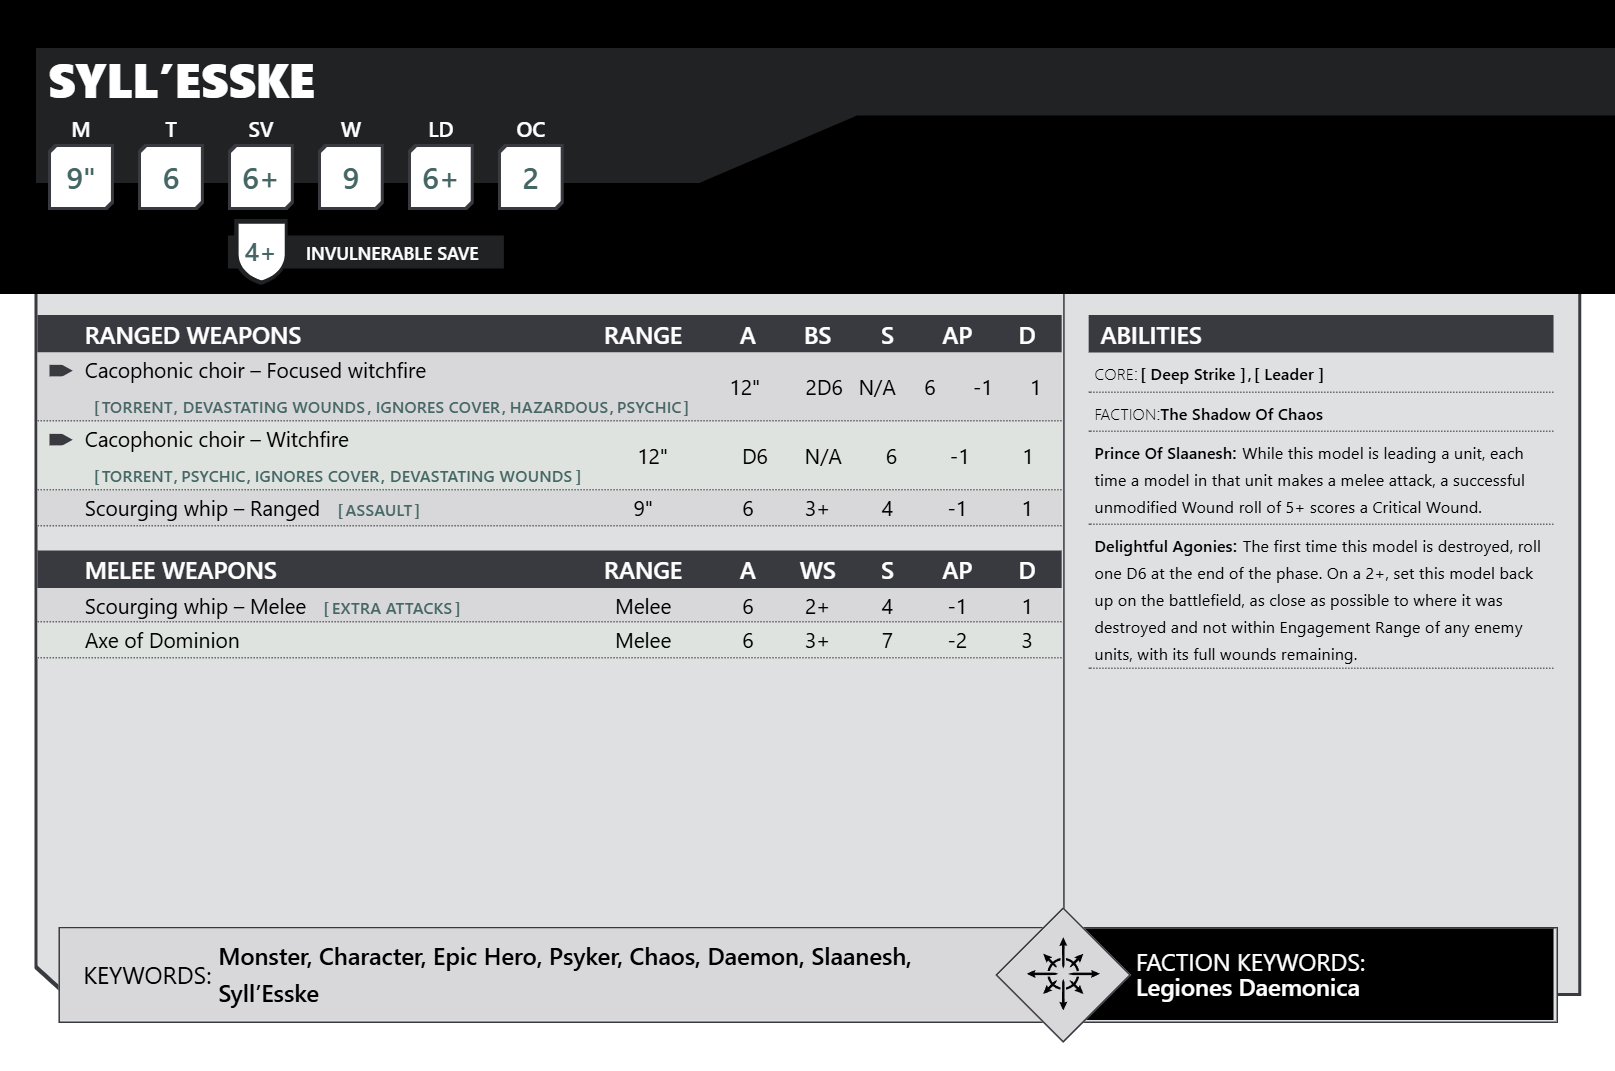 SYLL’ESSKE
M T SV W LD OC
9" 6 6+ 9 6+ 2
4+ INVULNERABLE SAVE
RANGED WEAPONS RANGE A BS S AP D
Cacophonic choir – Focused witchfire
12" 2D6 N/A 6 -1 1
[TORRENT, DEVASTATING WOUNDS, IGNORES COVER, HAZARDOUS, PSYCHIC]
Cacophonic choir – Witchfire
12" D6 N/A 6 -1 1
[TORRENT, PSYCHIC, IGNORES COVER, DEVASTATING WOUNDS]
Scourging whip – Ranged [ASSAULT] 9" 6 3+ 4 -1 1
MELEE WEAPONS RANGE A WS S AP D
Scourging whip – Melee [EXTRA ATTACKS] Melee 6 2+ 4 -1 1
Axe of Dominion Melee 6 3+ 7 -2 3
ABILITIES
CORE: [ Deep Strike ], [ Leader ]
FACTION:The Shadow Of Chaos
Prince Of Slaanesh: While this model is leading a unit, each
time a model in that unit makes a melee attack, a successful
unmodified Wound roll of 5+ scores a Critical Wound.
Delightful Agonies: The first time this model is destroyed, roll
one D6 at the end of the phase. On a 2+, set this model back
up on the battlefield, as close as possible to where it was
destroyed and not within Engagement Range of any enemy
units, with its full wounds remaining.
KEYWORDS: Monster, Character, Epic Hero, Psyker, Chaos, Daemon, Slaanesh,
Syll’Esske
FACTION KEYWORDS:
Legiones Daemonica